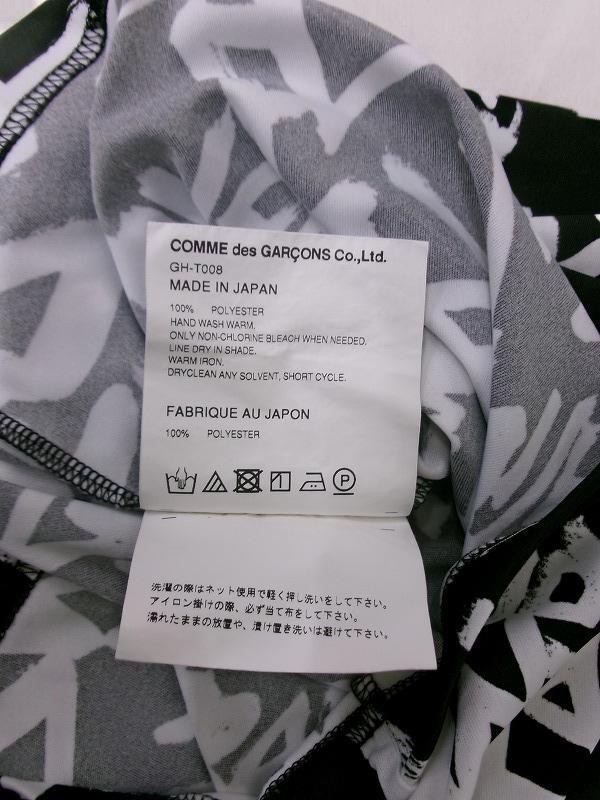 COMME des GARÇONS Co.,Ltd.
GH-T008
MADE IN JAPAN
100% POLYESTER
HAND WASH WARM.
ONLY NON-CHLORINE BLEACH WHEN NEEDED.
LINE DRY IN SHADE.
WARM IRON.
DRYCLEAN ANY SOLVENT, SHORT CYCLE.
FABRIQUE AU JAPON
100% POLYESTER
P
洗濯の際はネット使用で軽く押し洗いをして下さい。
アイロン掛けの際、必ず当て布をして下さい。
濡れたままの放置や、漬け置き洗いは避けて下さい。